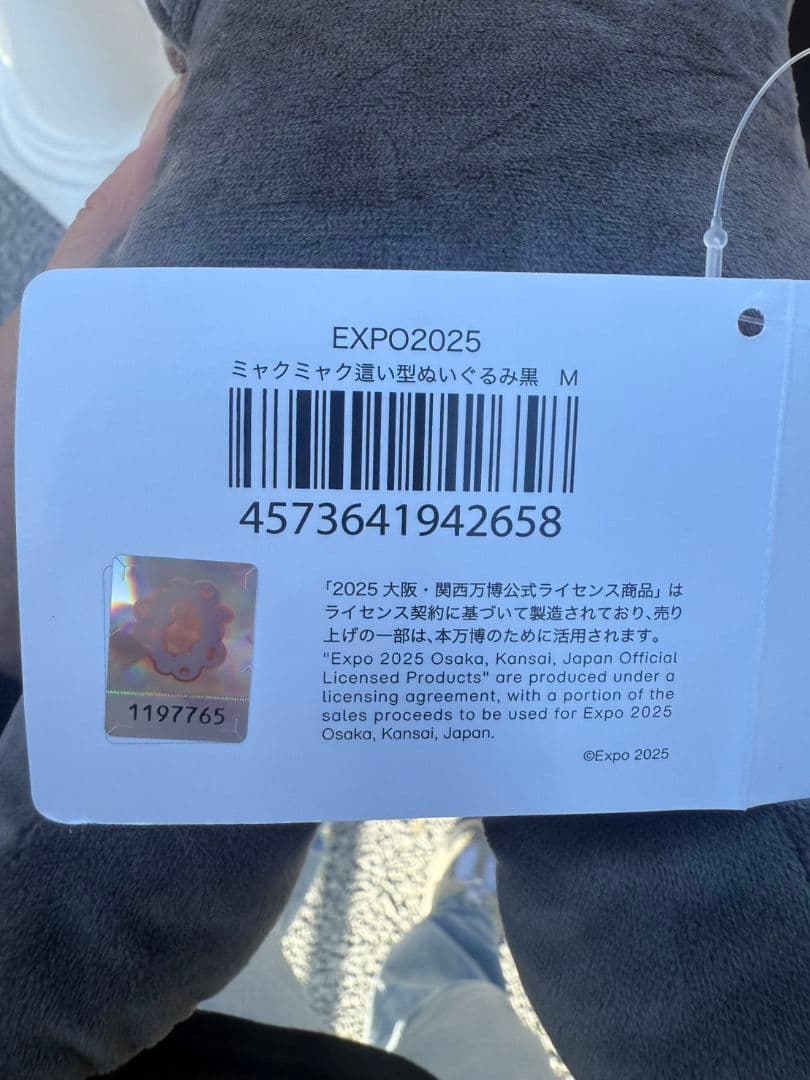 EXPO2025
ミャクミャク這い型ぬいぐるみ黒 M
4573641942658
「2025 大阪・関西万博公式ライセンス商品」は
ライセンス契約に基づいて製造されており、売り
上げの一部は、本万博のために活用されます。
"Expo 2025 Osaka, Kansai, Japan Official
Licensed Products" are produced under a
licensing agreement, with a portion of the
sales proceeds to be used for Expo 2025
Osaka, Kansai, Japan.
©Expo 2025
1197765